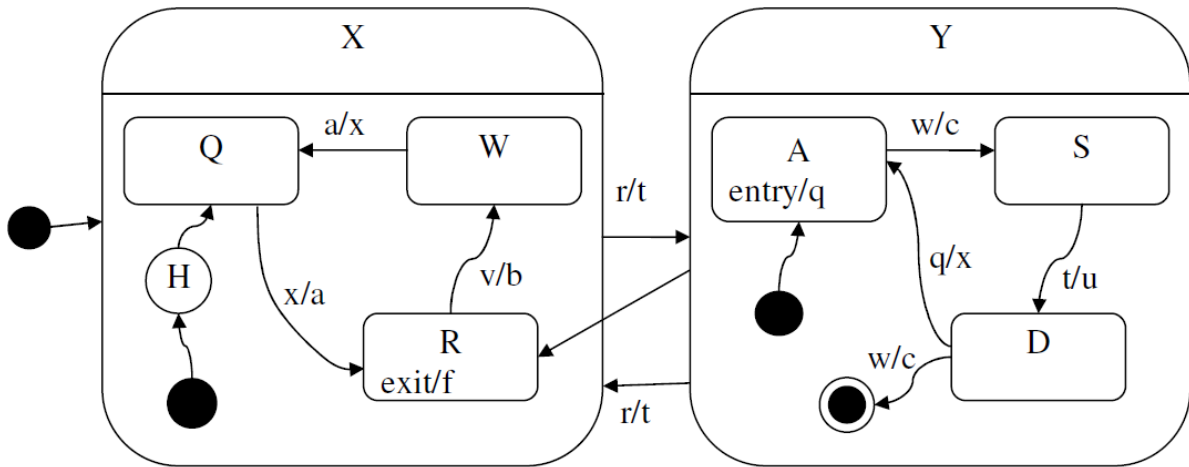 X
Y
a/x
w/c
Q
W
A
S
entry/q
r/t
H
q/x
x/a
v/b
t/u
R
D
exit/f
w/c
r/t